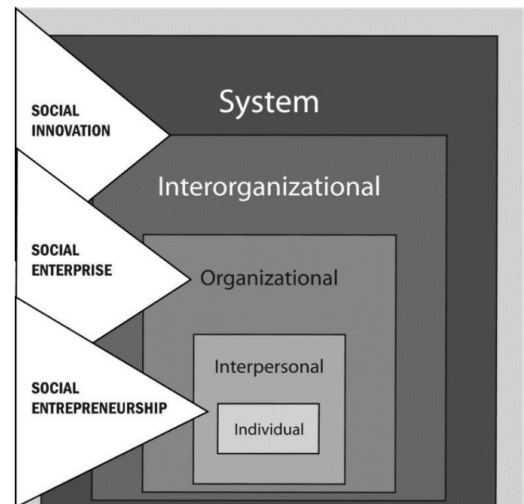 SOCIAL
INNOVATION
System
Interorganizational
SOCIAL
ENTERPRISE
Organizational
Interpersonal
SOCIAL
ENTREPRENEURSHIP
Individual